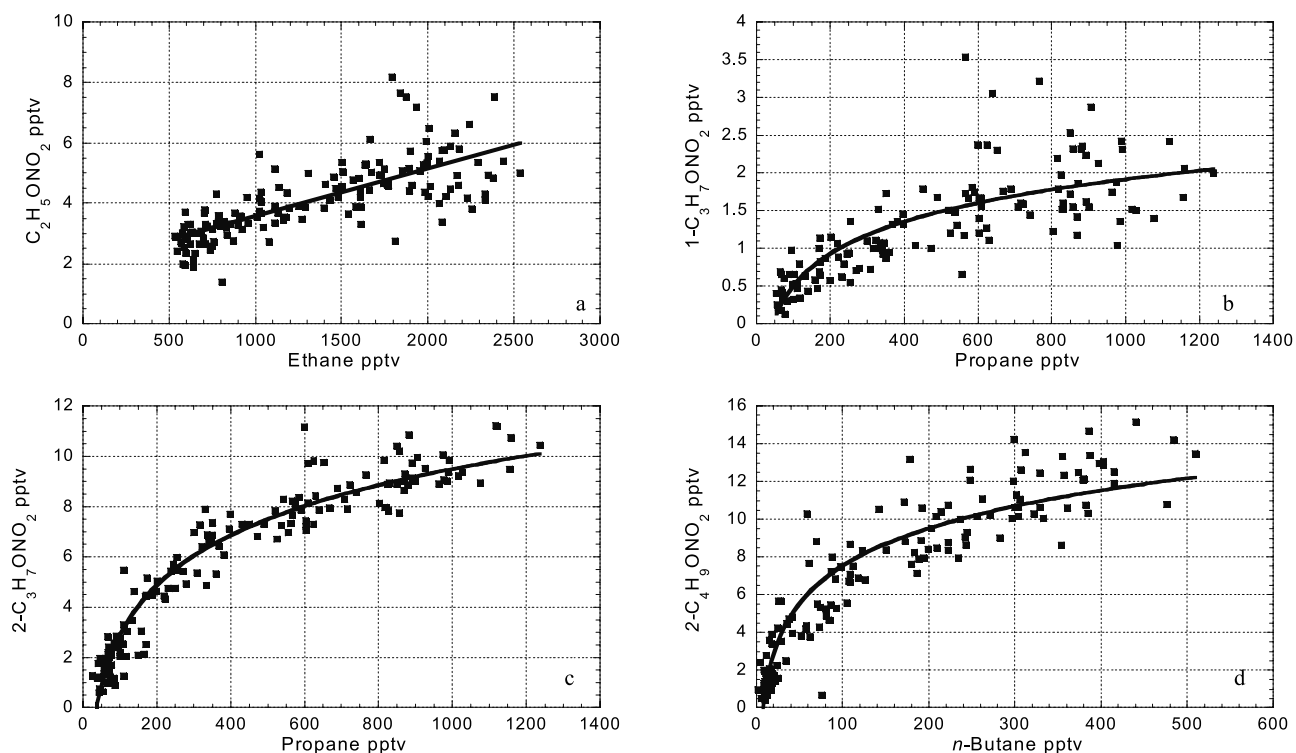 10
8
6
4
2
0
C2H5ONO2 pptv
0 500 1000 1500 2000 2500 3000
Ethane pptv
a
4
3.5
3
2.5
2
1.5
1
0.5
0
1-C3H7ONO2 pptv
0 200 400 600 800 1000 1200 1400
Propane pptv
b
12
10
8
6
4
2
0
2-C3H7ONO2 pptv
0 200 400 600 800 1000 1200 1400
Propane pptv
c
16
14
12
10
8
6
4
2
0
2-C4H9ONO2 pptv
0 100 200 300 400 500 600
n-Butane pptv
d